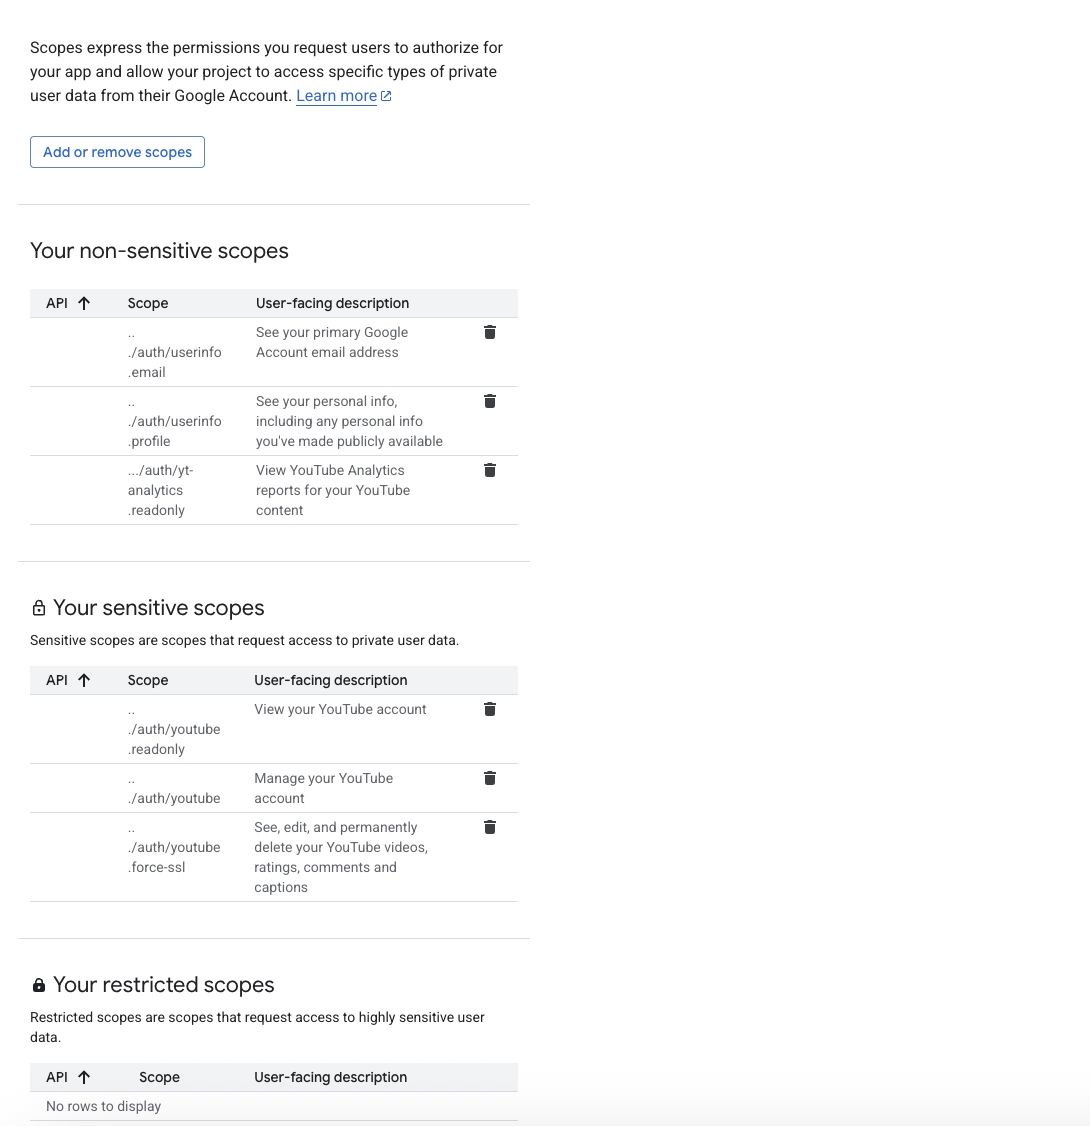 Scopes express the permissions you request users to authorize for
your app and allow your project to access specific types of private
user data from their Google Account. Learn more
Add or remove scopes
Your non-sensitive scopes
API Scope User-facing description
..
./auth/userinfo
.email
See your primary Google
Account email address
..
./auth/userinfo
.profile
See your personal info,
including any personal info
you've made publicly available
.../auth/yt-
analytics
.readonly
View YouTube Analytics
reports for your YouTube
content
Your sensitive scopes
Sensitive scopes are scopes that request access to private user data.
API Scope User-facing description
..
./auth/youtube
.readonly
View your YouTube account
..
./auth/youtube
Manage your YouTube
account
..
./auth/youtube
.force-ssl
See, edit, and permanently
delete your YouTube videos,
ratings, comments and
captions
Your restricted scopes
Restricted scopes are scopes that request access to highly sensitive user
data.
API Scope User-facing description
No rows to display